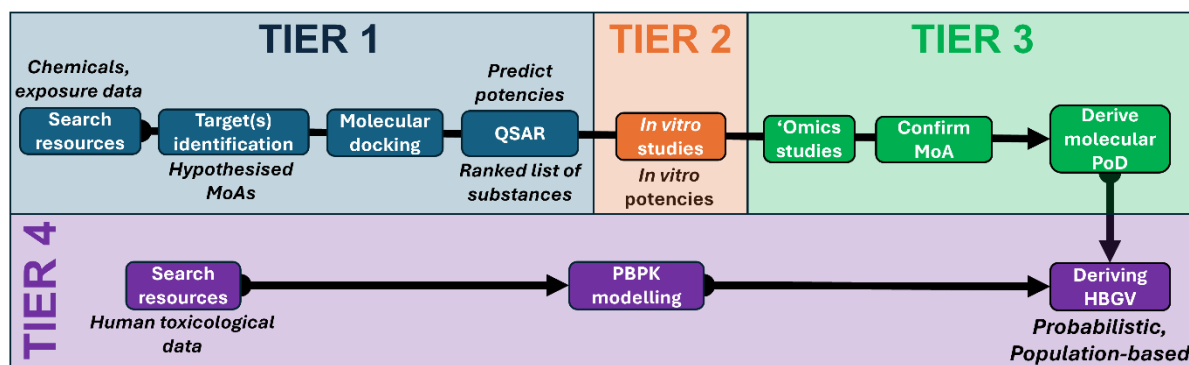 TIER 1
TIER 2
TIER 3
Chemicals,
exposure data
Search
resources
Target(s)
identification
Hypothesised
MoAs
Molecular
docking
Predict
potencies
QSAR
Ranked list of
substances
In vitro
studies
In vitro
potencies
‘Omics
studies
Confirm
MoA
Derive
molecular
PoD
TIER 4
Search
resources
Human toxicological
data
PBPK
modelling
Deriving
HBGV
Probabilistic,
Population-based